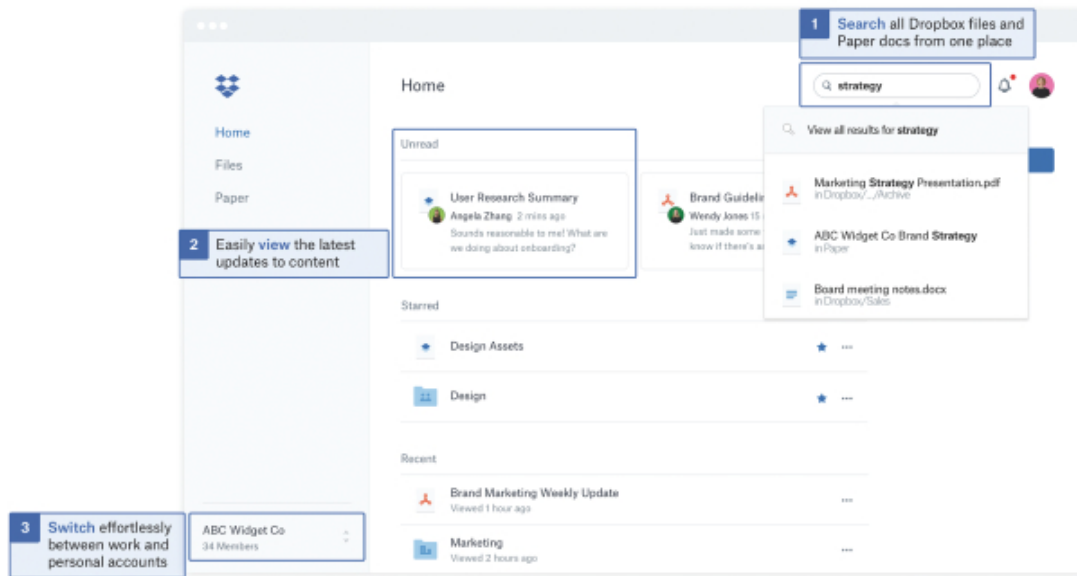 1 Search all Dropbox files and
Paper docs from one place
Home
strategy
Home
Files
Paper
View all results for strategy
Marketing Strategy Presentation.pdf
in Dropbox/.../Archive
ABC Widget Co Brand Strategy
in Paper
Board meeting notes.docx
in Dropbox/Sales
Unread
User Research Summary
Angela Zhang 2 mins ago
Sounds reasonable to me! What are
we doing about onboarding?
Brand Guidelin
Wendy Jones 15
Just made some
know if there's a
2 Easily view the latest
updates to content
Starred
Design Assets
Design
Recent
Brand Marketing Weekly Update
Viewed 1 hour ago
Marketing
Viewed 2 hours ago
3 Switch effortlessly
between work and
personal accounts
ABC Widget Co
34 Members